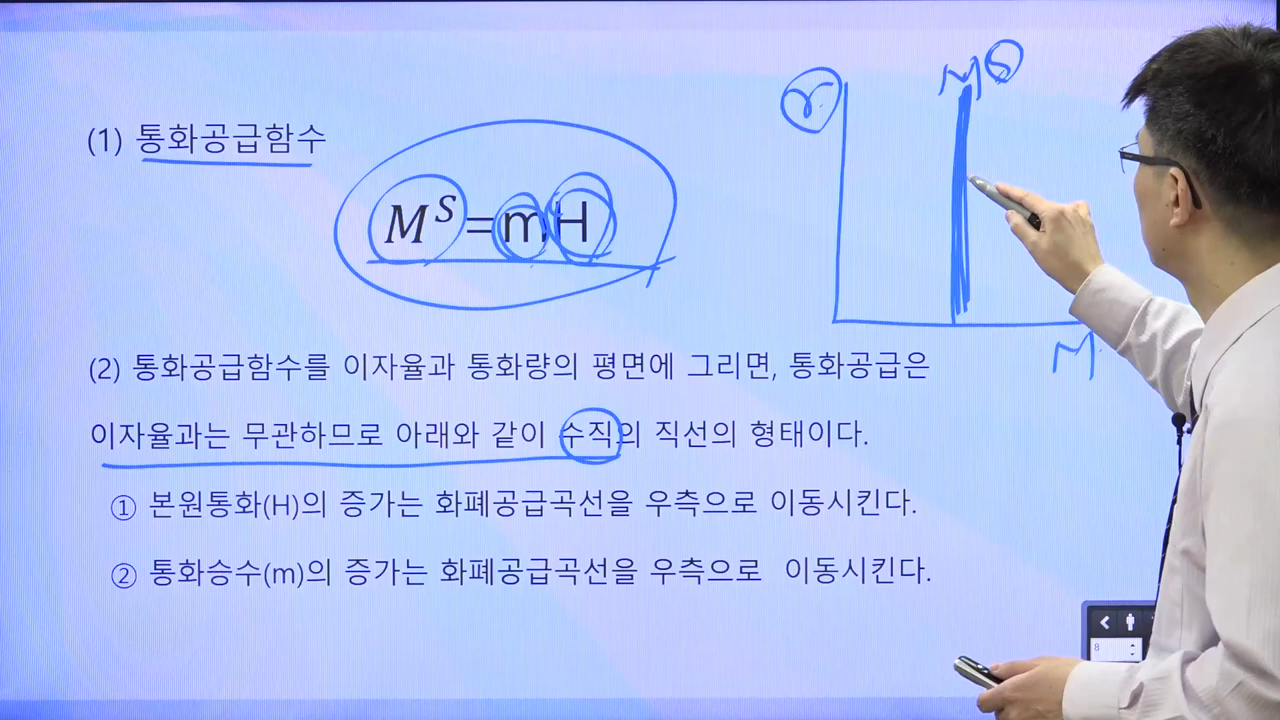 (1) 통화공급함수
M^S=mH
r
M S
M
(2) 통화공급함수를 이자율과 통화량의 평면에 그리면, 통화공급은
이자율과는 무관하므로 아래와 같이 수직의 직선의 형태이다.
① 본원통화(H)의 증가는 화폐공급곡선을 우측으로 이동시킨다.
② 통화승수(m)의 증가는 화폐공급곡선을 우측으로 이동시킨다.
8